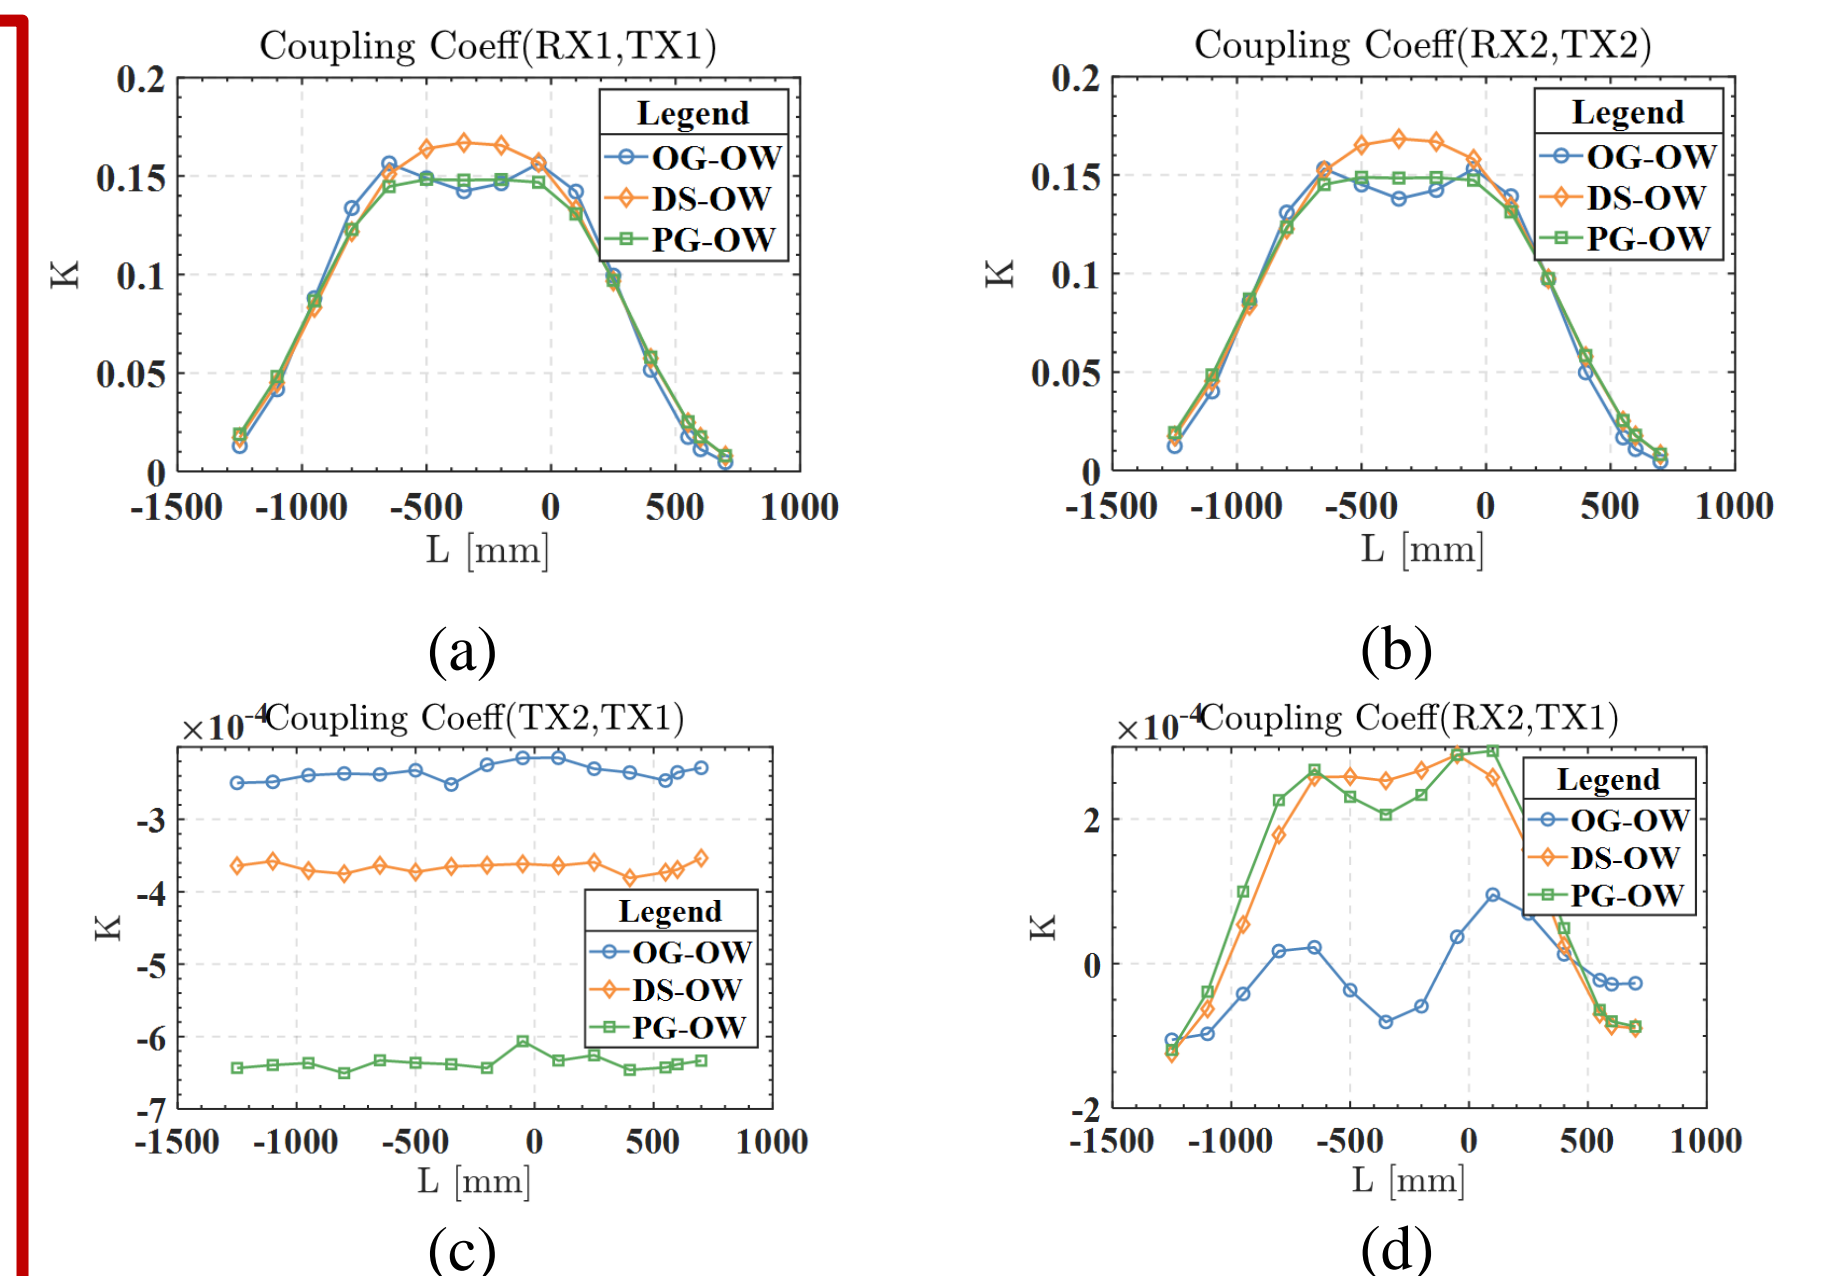 Coupling Coeff(RX1,TX1)
0.2
0.15
0.1
0.05
0
K
-1500 -1000 -500 0 500 1000
L [mm]
Legend
OG-OW
DS-OW
PG-OW
(a)
Coupling Coeff(RX2,TX2)
0.2
0.15
0.1
0.05
0
K
-1500 -1000 -500 0 500 1000
L [mm]
Legend
OG-OW
DS-OW
PG-OW
(b)
×10⁻⁴ Coupling Coeff(TX2,TX1)
-3
-4
-5
-6
-7
K
-1500 -1000 -500 0 500 1000
L [mm]
Legend
OG-OW
DS-OW
PG-OW
(c)
×10⁻⁴ Coupling Coeff(RX2,TX1)
2
0
-2
K
-1500 -1000 -500 0 500 1000
L [mm]
Legend
OG-OW
DS-OW
PG-OW
(d)